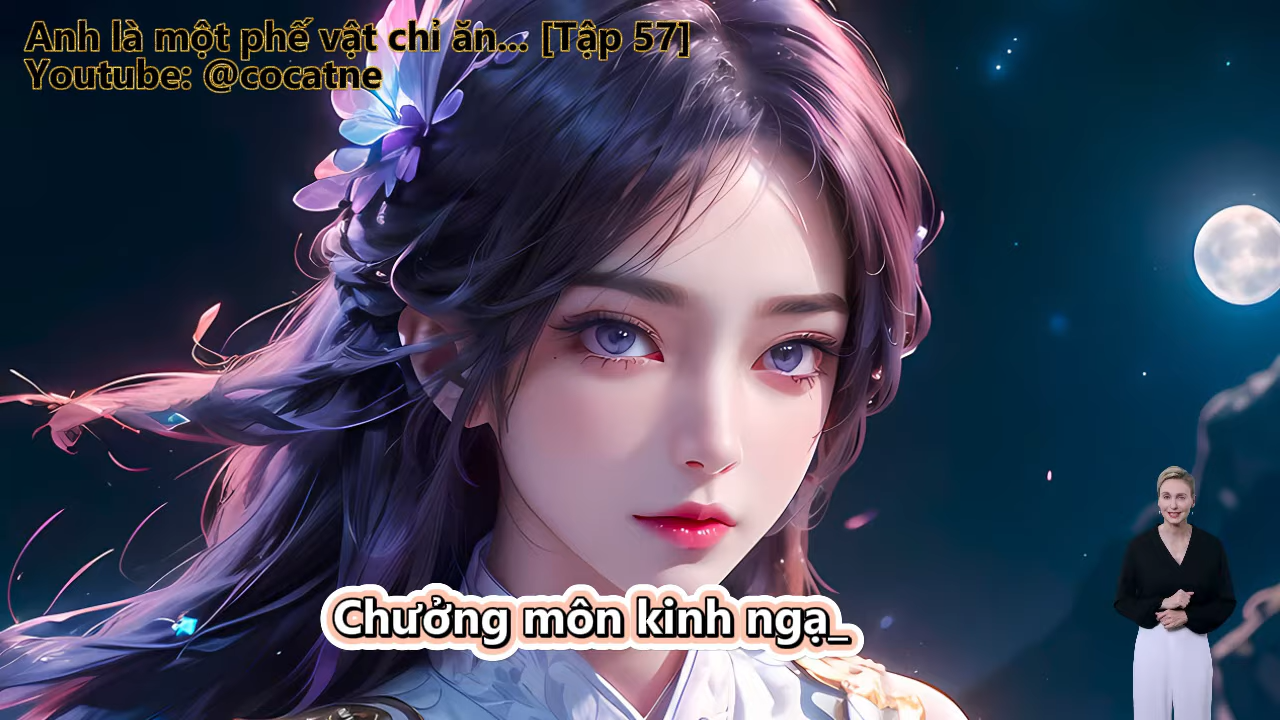 Anh là một phế vật chỉ ăn... [Tập 57]
Youtube: @cocatne
Chưởng môn kinh ngạ_